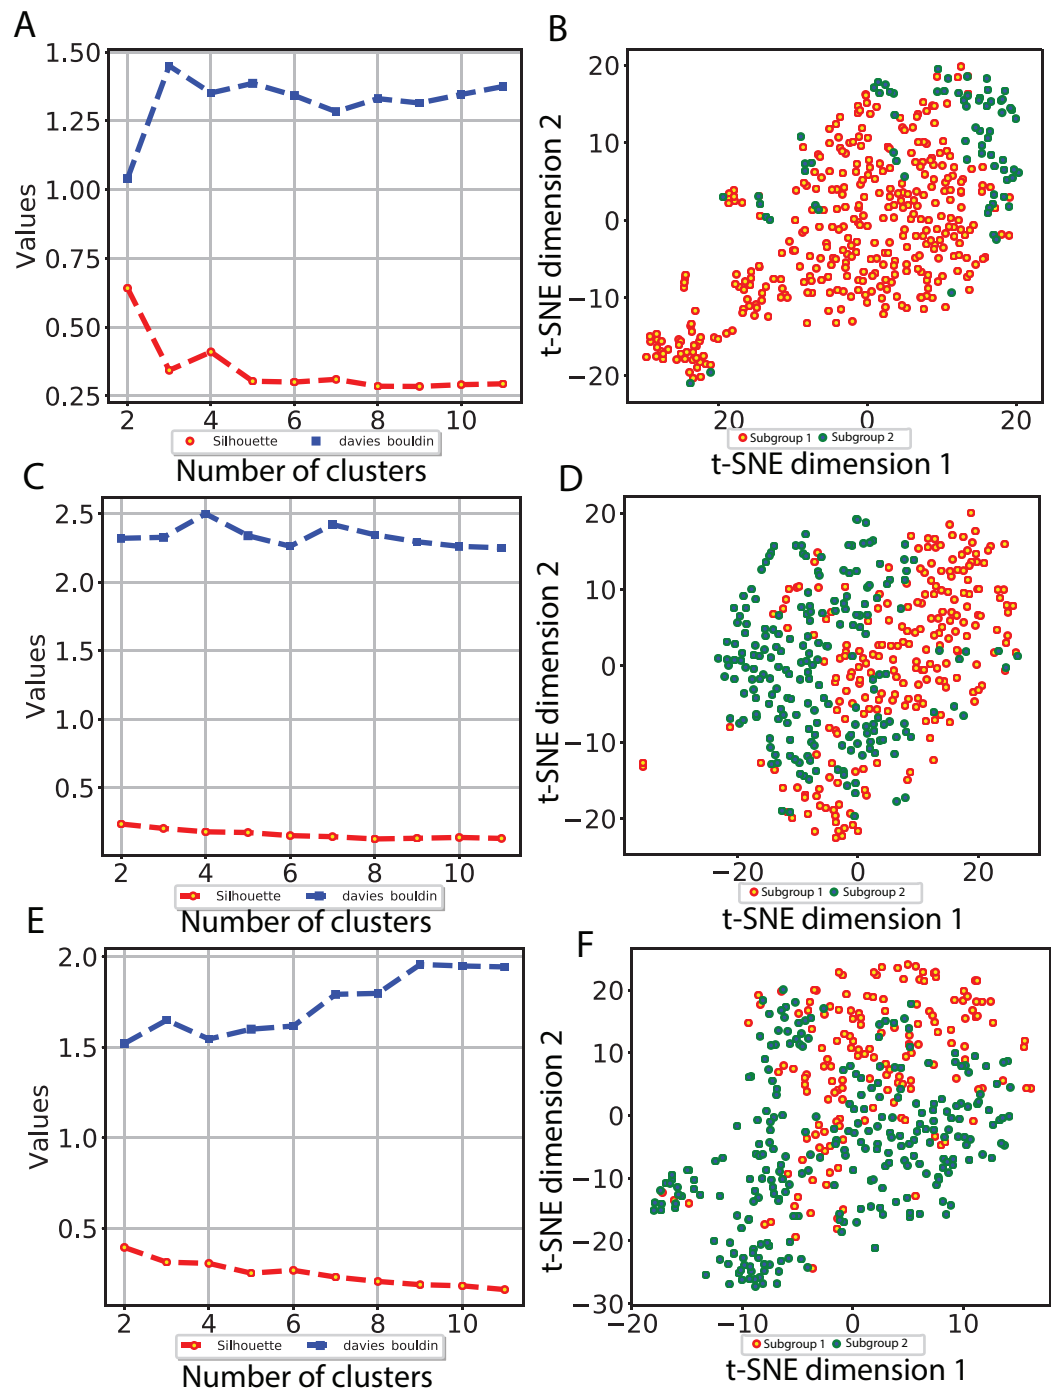 A
1.50
1.25
1.00
0.75
0.50
0.25
Values
2 4 6 8 10
Silhouette davies bouldin
Number of clusters
B
20
10
0
−10
−20
t-SNE dimension 2
20 0 20
Subgroup 1 Subgroup 2
t-SNE dimension 1
C
2.5
2.0
1.5
1.0
0.5
Values
2 4 6 8 10
Silhouette davies bouldin
Number of clusters
D
20
10
0
−10
−20
t-SNE dimension 2
−20 0 20
Subgroup 1 Subgroup 2
t-SNE dimension 1
E
2.0
1.5
1.0
0.5
Values
2 4 6 8 10
Silhouette davies bouldin
Number of clusters
F
20
10
0
−10
−20
−30
t-SNE dimension 2
−20 −10 0 10
Subgroup 1 Subgroup 2
t-SNE dimension 1